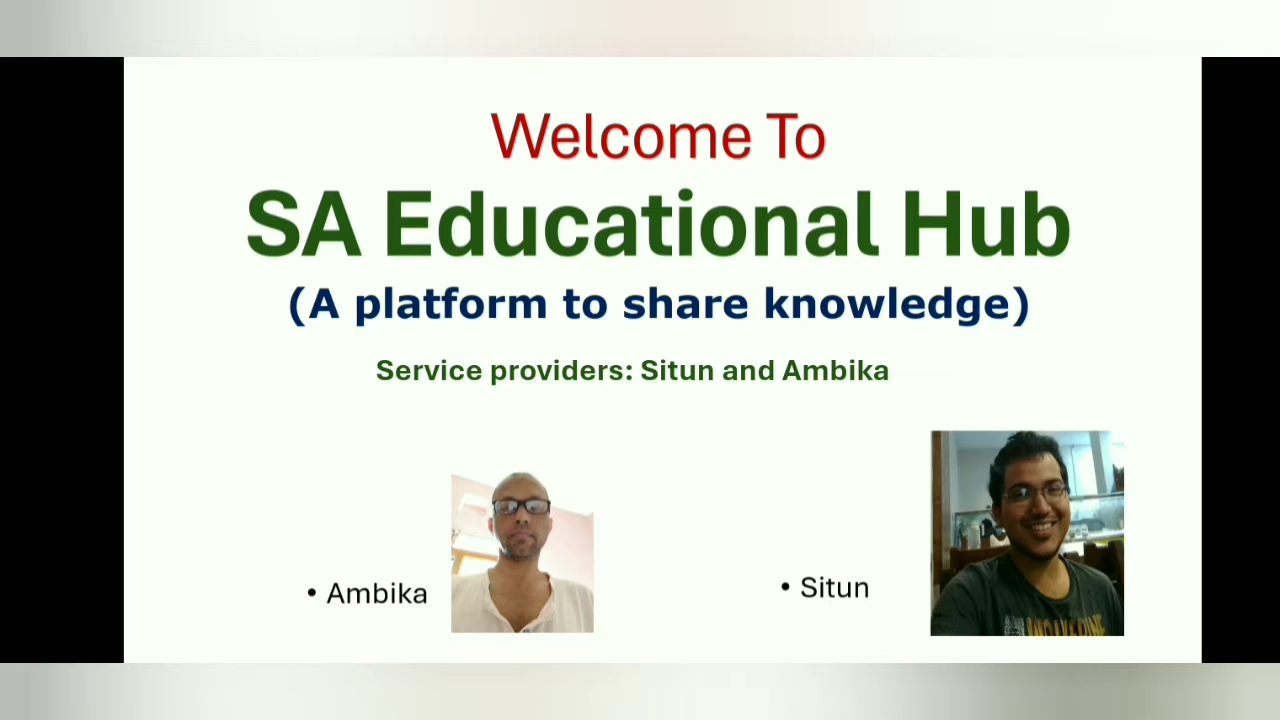 Welcome To
SA Educational Hub
(A platform to share knowledge)
Service providers: Situn and Ambika
• Ambika
• Situn